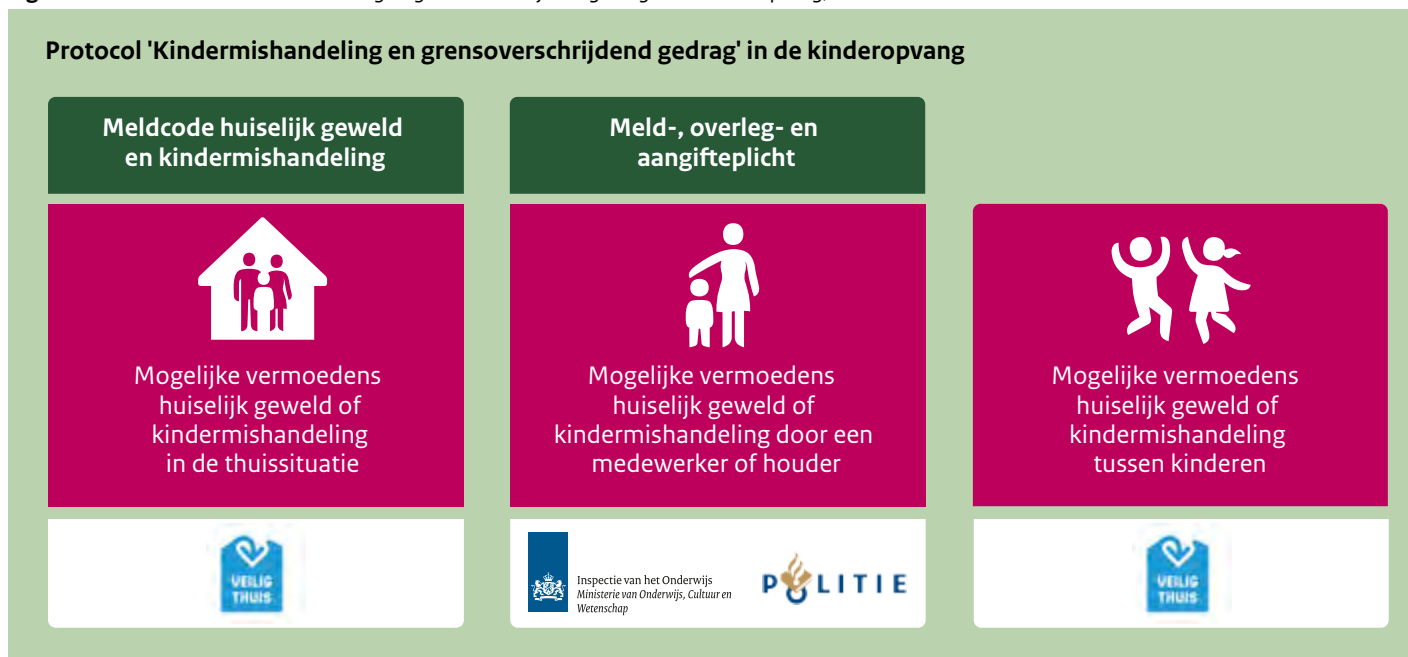 Protocol 'Kindermishandeling en grensoverschrijdend gedrag' in de kinderopvang
Meldcode huiselijk geweld
en kindermishandeling
Meld-, overleg- en
aangifteplicht
Mogelijke vermoedens
huiselijk geweld of
kindermishandeling
in de thuissituatie
Mogelijke vermoedens
huiselijk geweld of
kindermishandeling door een
medewerker of houder
Mogelijke vermoedens
huiselijk geweld of
kindermishandeling
tussen kinderen
VEILIG
THUIS
Inspectie van het Onderwijs
Ministerie van Onderwijs, Cultuur en
Wetenschap
POLITIE
VEILIG
THUIS